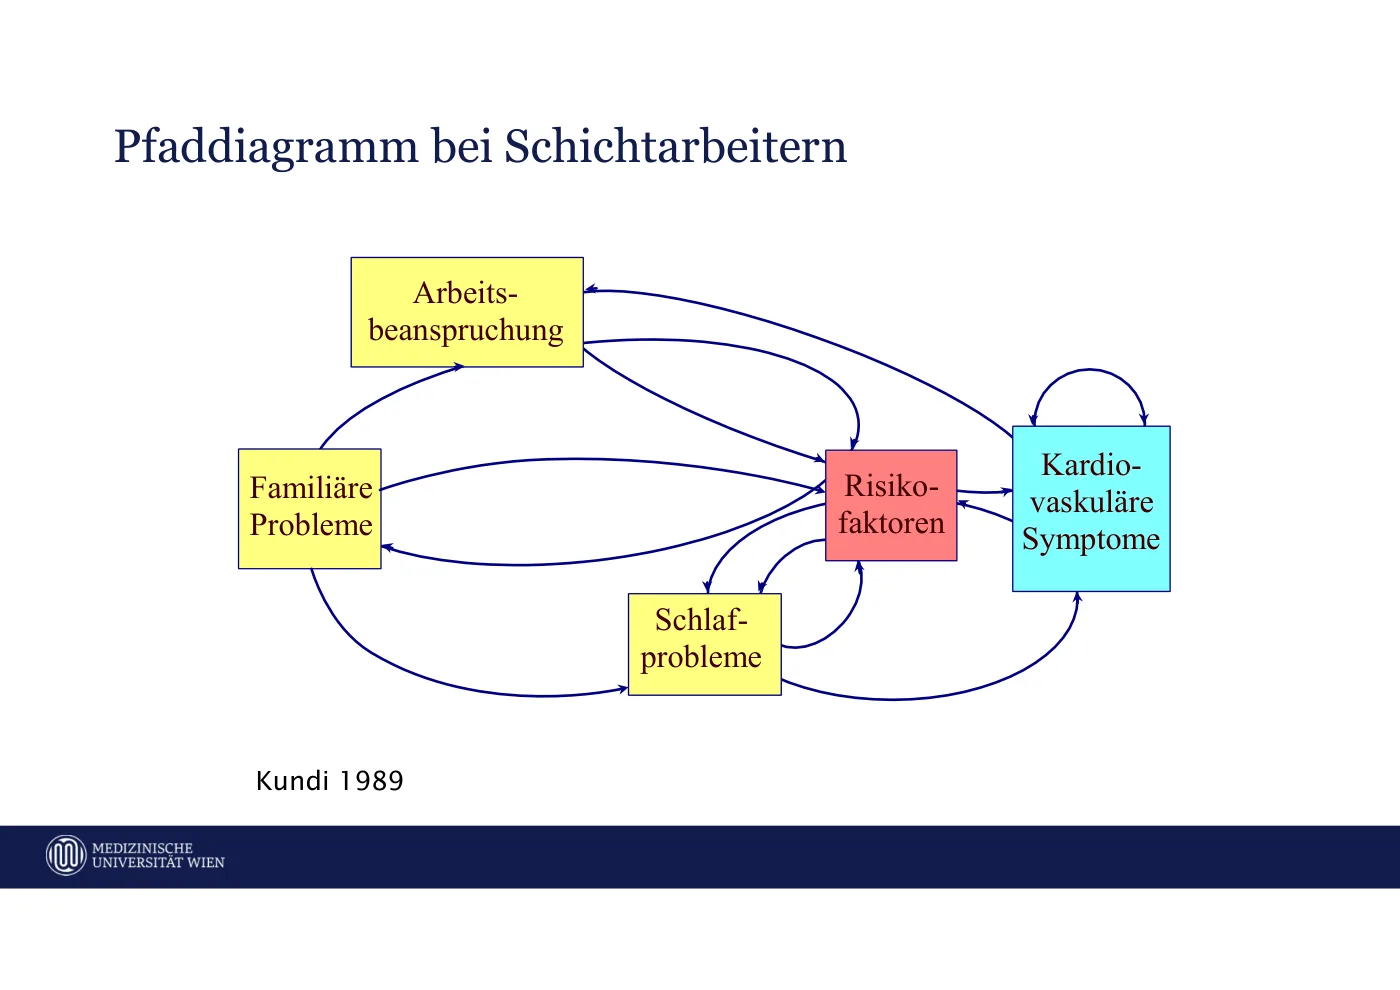 Pfaddiagramm bei Schichtarbeitern
Arbeits-
beanspruchung
Familiäre
Probleme
Risiko-
faktoren
Kardio-
vaskuläre
Symptome
Schlaf-
probleme
Kundi 1989
MEDIZINISCHE
UNIVERSITÄT WIEN